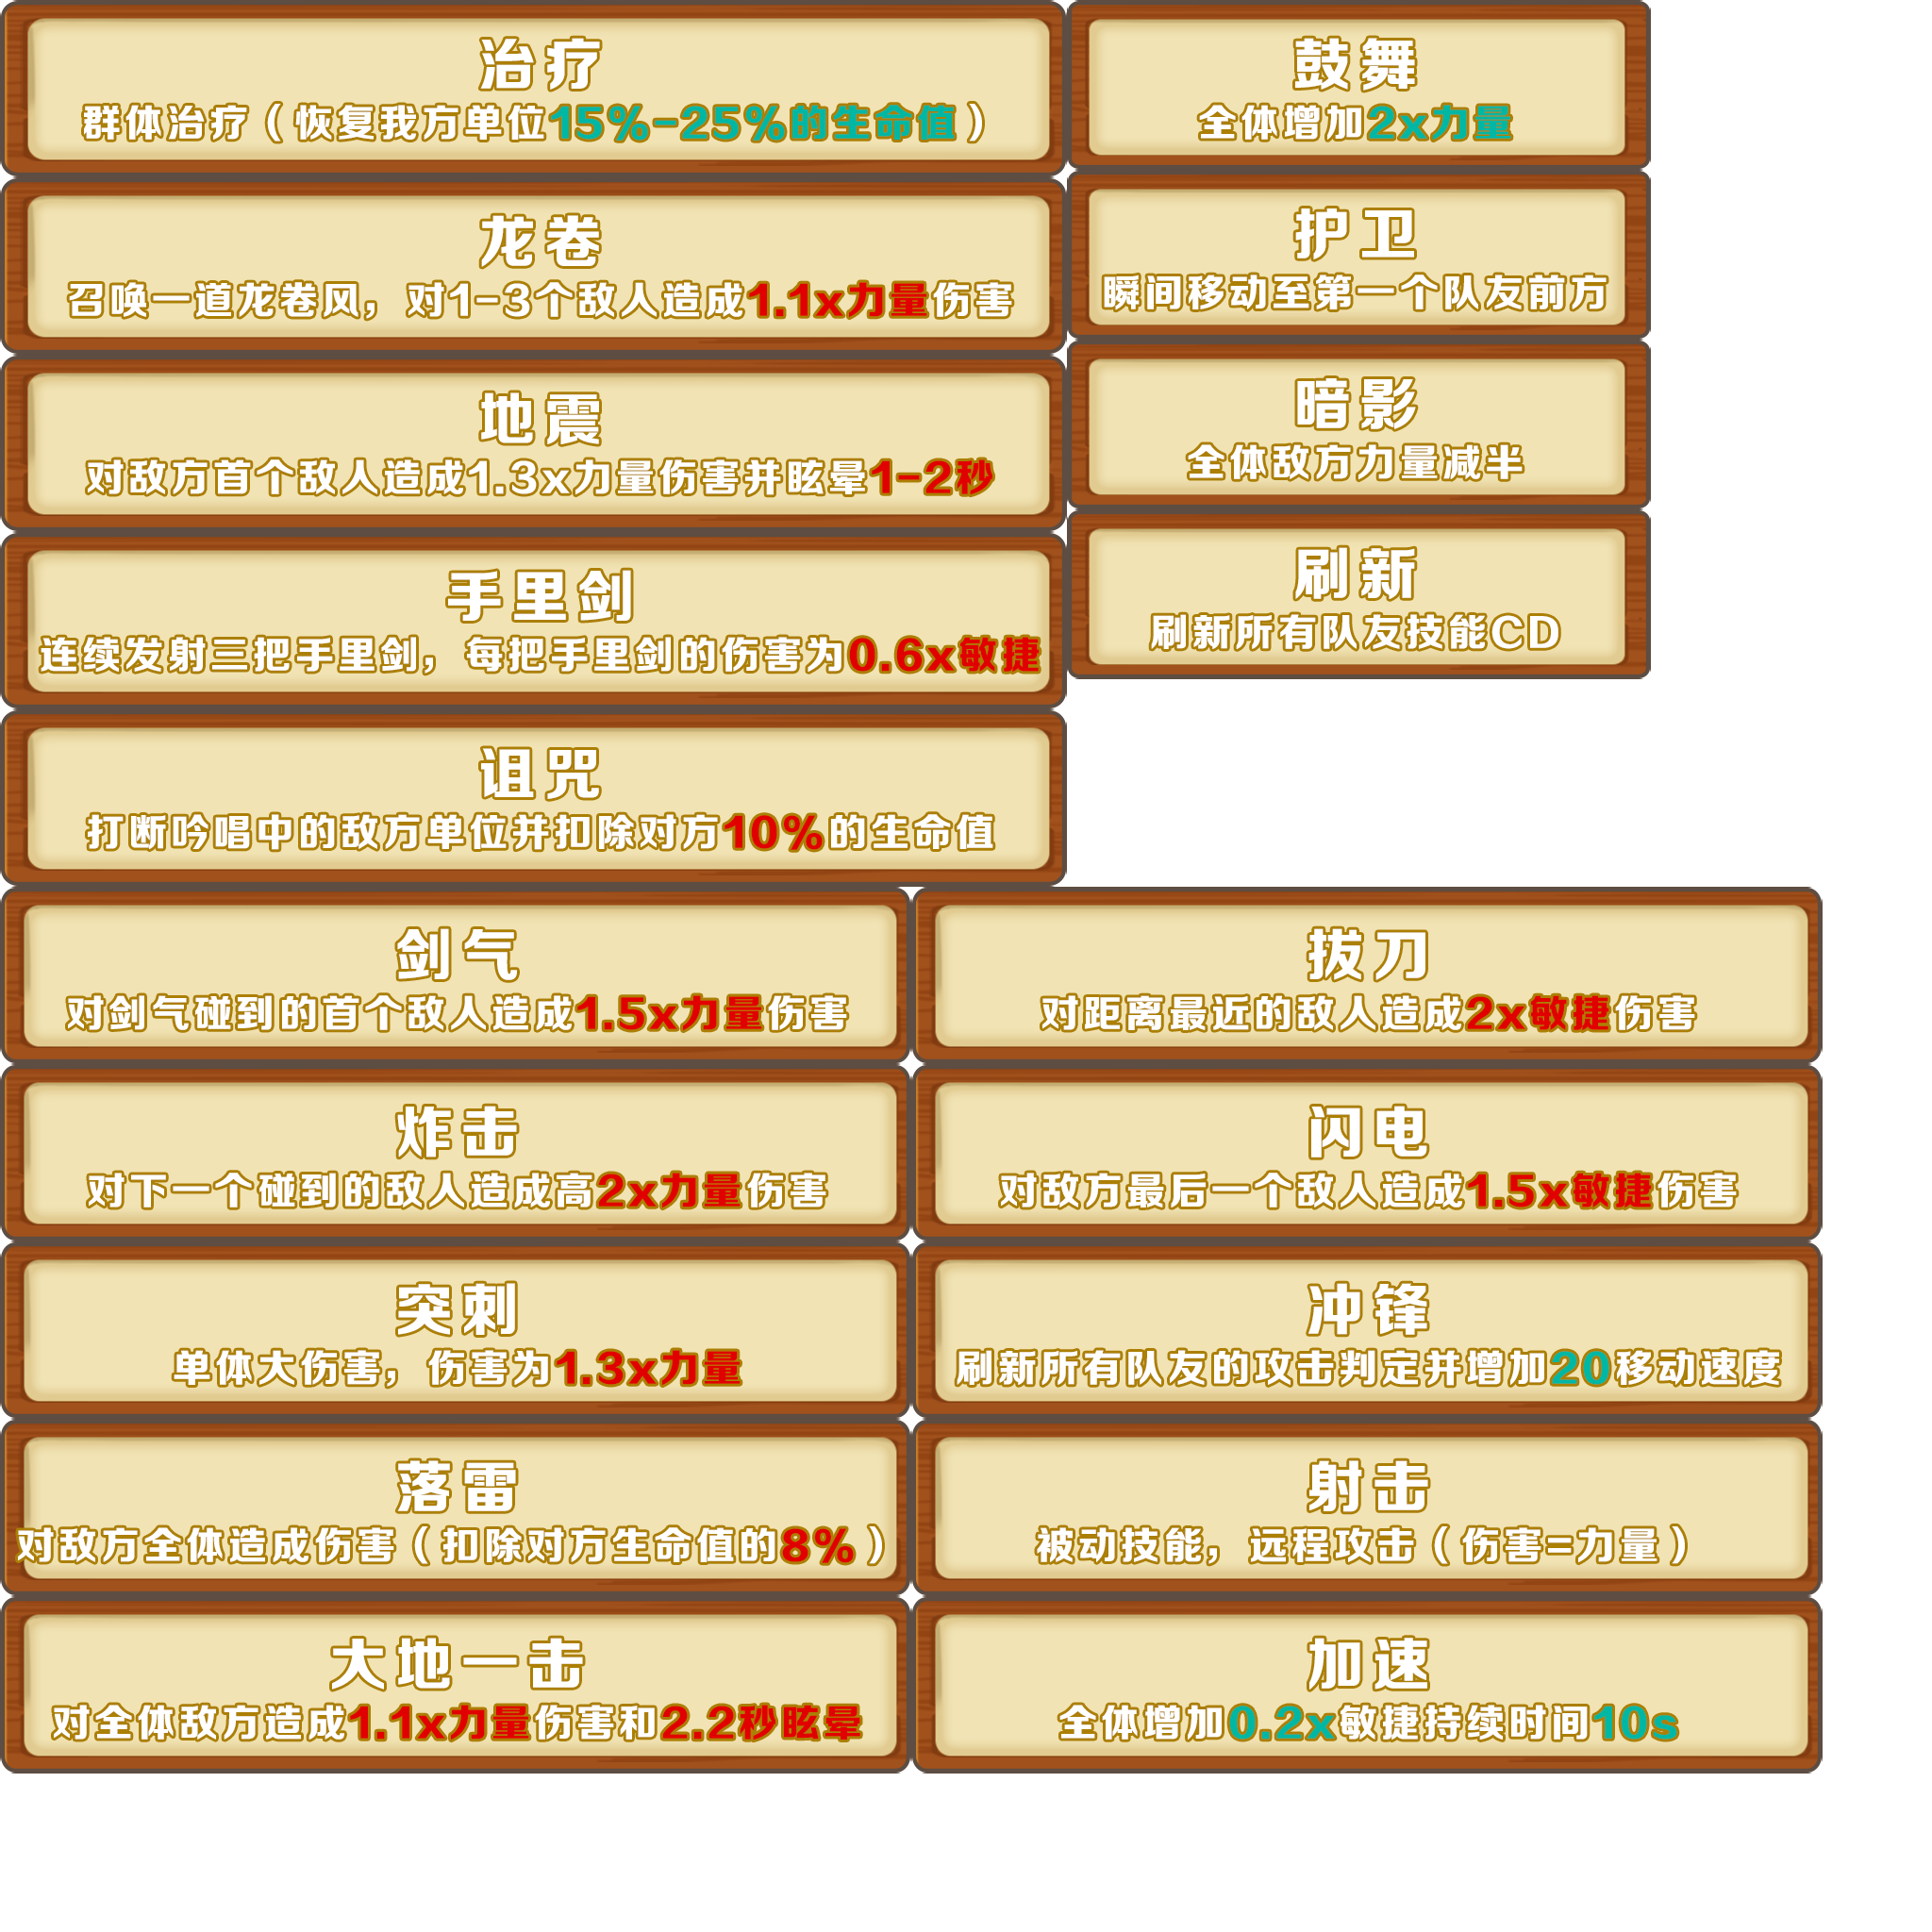 治疗
群体治疗（恢复我方单位15%-25%的生命值）
龙卷
召唤一道龙卷风，对1-3个敌人造成1.1x力量伤害
地震
对敌方首个敌人造成1.3x力量伤害并眩晕1-2秒
手里剑
连续发射三把手里剑，每把手里剑的伤害为0.6x敏捷
诅咒
打断吟唱中的敌方单位并扣除对方10%的生命值
鼓舞
全体增加2x力量
护卫
瞬间移动至第一个队友前方
暗影
全体敌方力量减半
刷新
刷新所有队友技能CD
剑气
对剑气碰到的首个敌人造成1.5x力量伤害
炸击
对下一个碰到的敌人造成高2x力量伤害
突刺
单体大伤害，伤害为1.3x力量
落雷
对敌方全体造成伤害（扣除对方生命值的8%）
大地一击
对全体敌方造成1.1x力量伤害和2.2秒眩晕
拔刀
对距离最近的敌人造成2x敏捷伤害
闪电
对敌方最后一个敌人造成1.5x敏捷伤害
冲锋
刷新所有队友的攻击判定并增加20移动速度
射击
被动技能，远程攻击（伤害=力量）
加速
全体增加0.2x敏捷持续时间10s